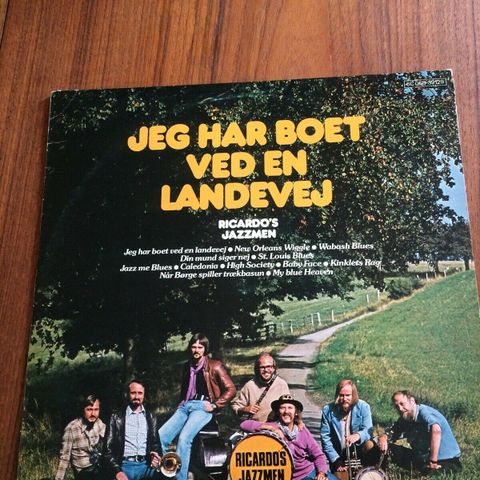 JEG HAR BOET
VED EN
LANDEVEJ
RICARDO'S
JAZZMEN
Jeg har boet ved en landevej • New Orleans Wiggle • Wabash Blues
Din mund siger nej • St. Louis Blues
Jazz me Blues • Caledonia • High Society • Baby Face • Kinklets Rag
Når Børge spiller trækbasun • My blue Heaven
RICARDO'S
JAZZMEN